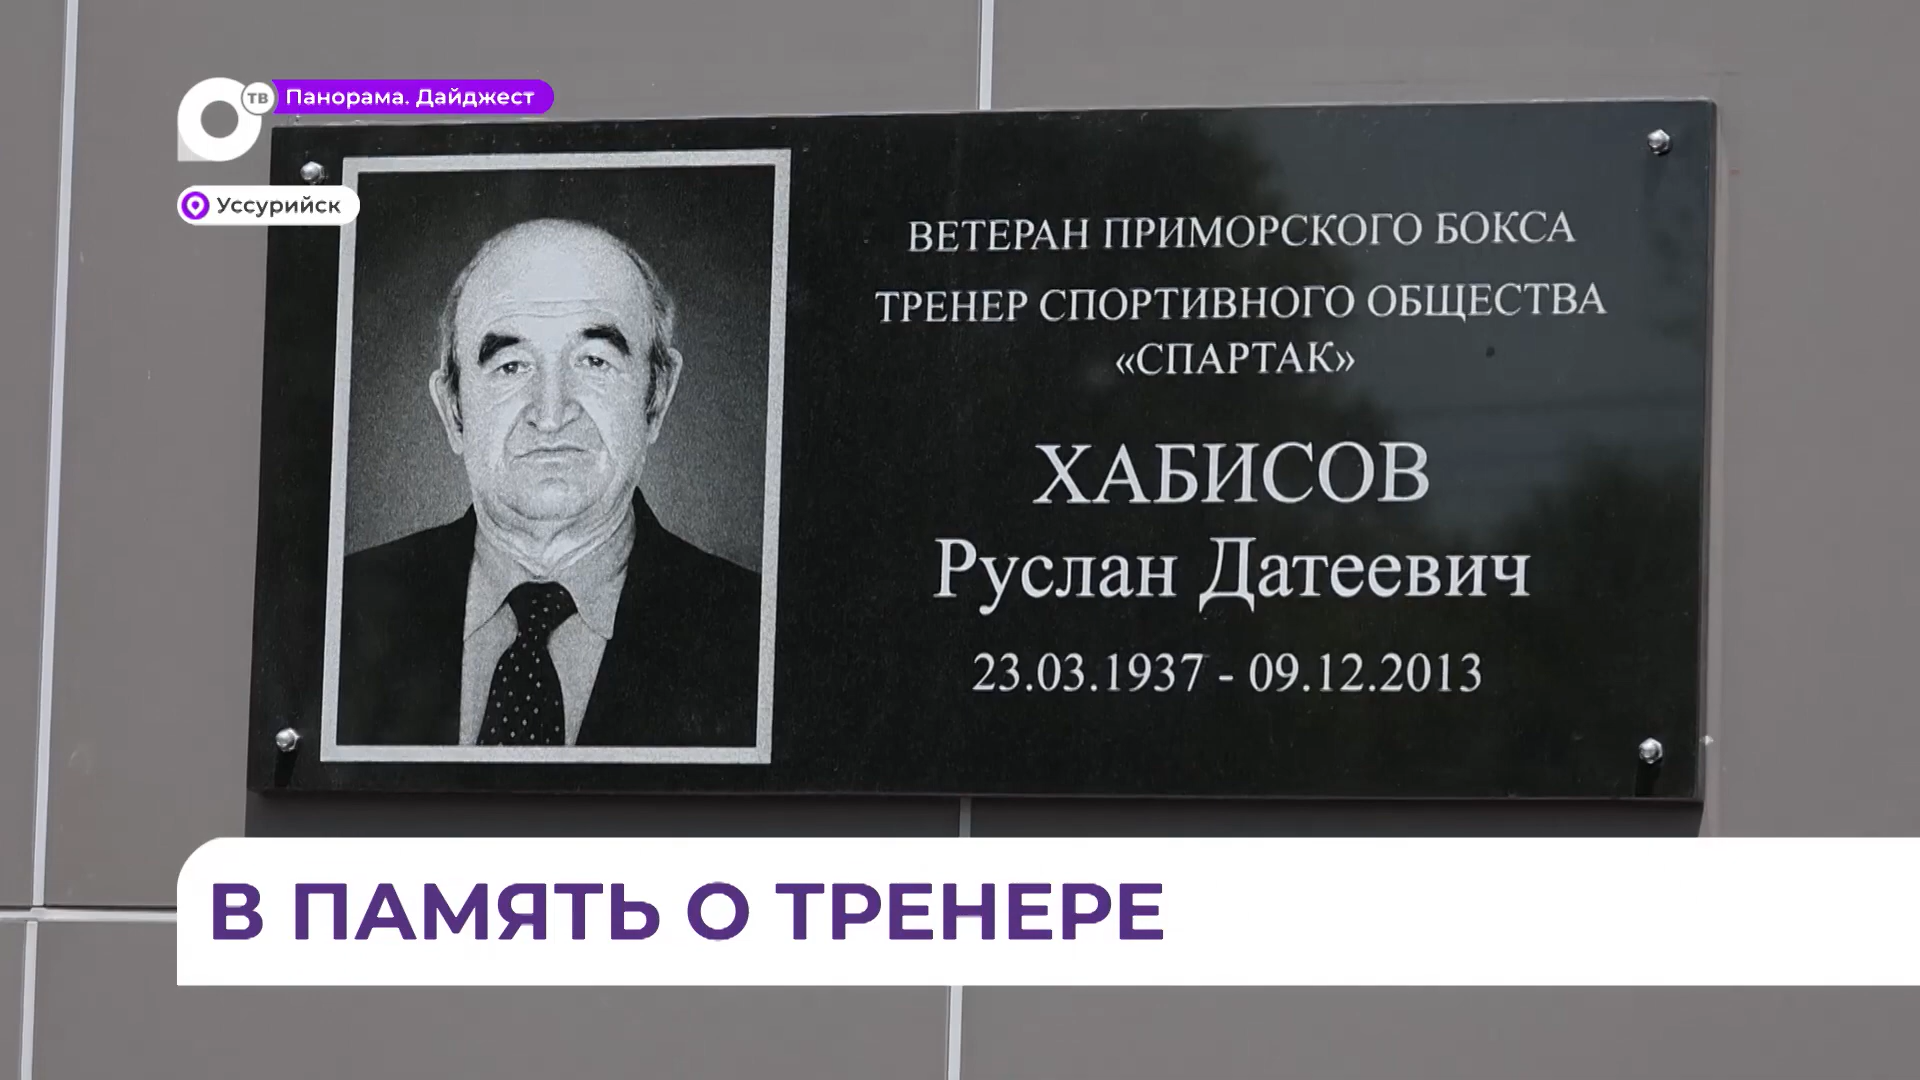 ТВ
Панорама. Дайджест
Уссурийск
ВЕТЕРАН ПРИМОРСКОГО БОКСА
ТРЕНЕР СПОРТИВНОГО ОБЩЕСТВА
«СПАРТАК»
ХАБИСОВ
Руслан Датеевич
23.03.1937 - 09.12.2013
В ПАМЯТЬ О ТРЕНЕРЕ